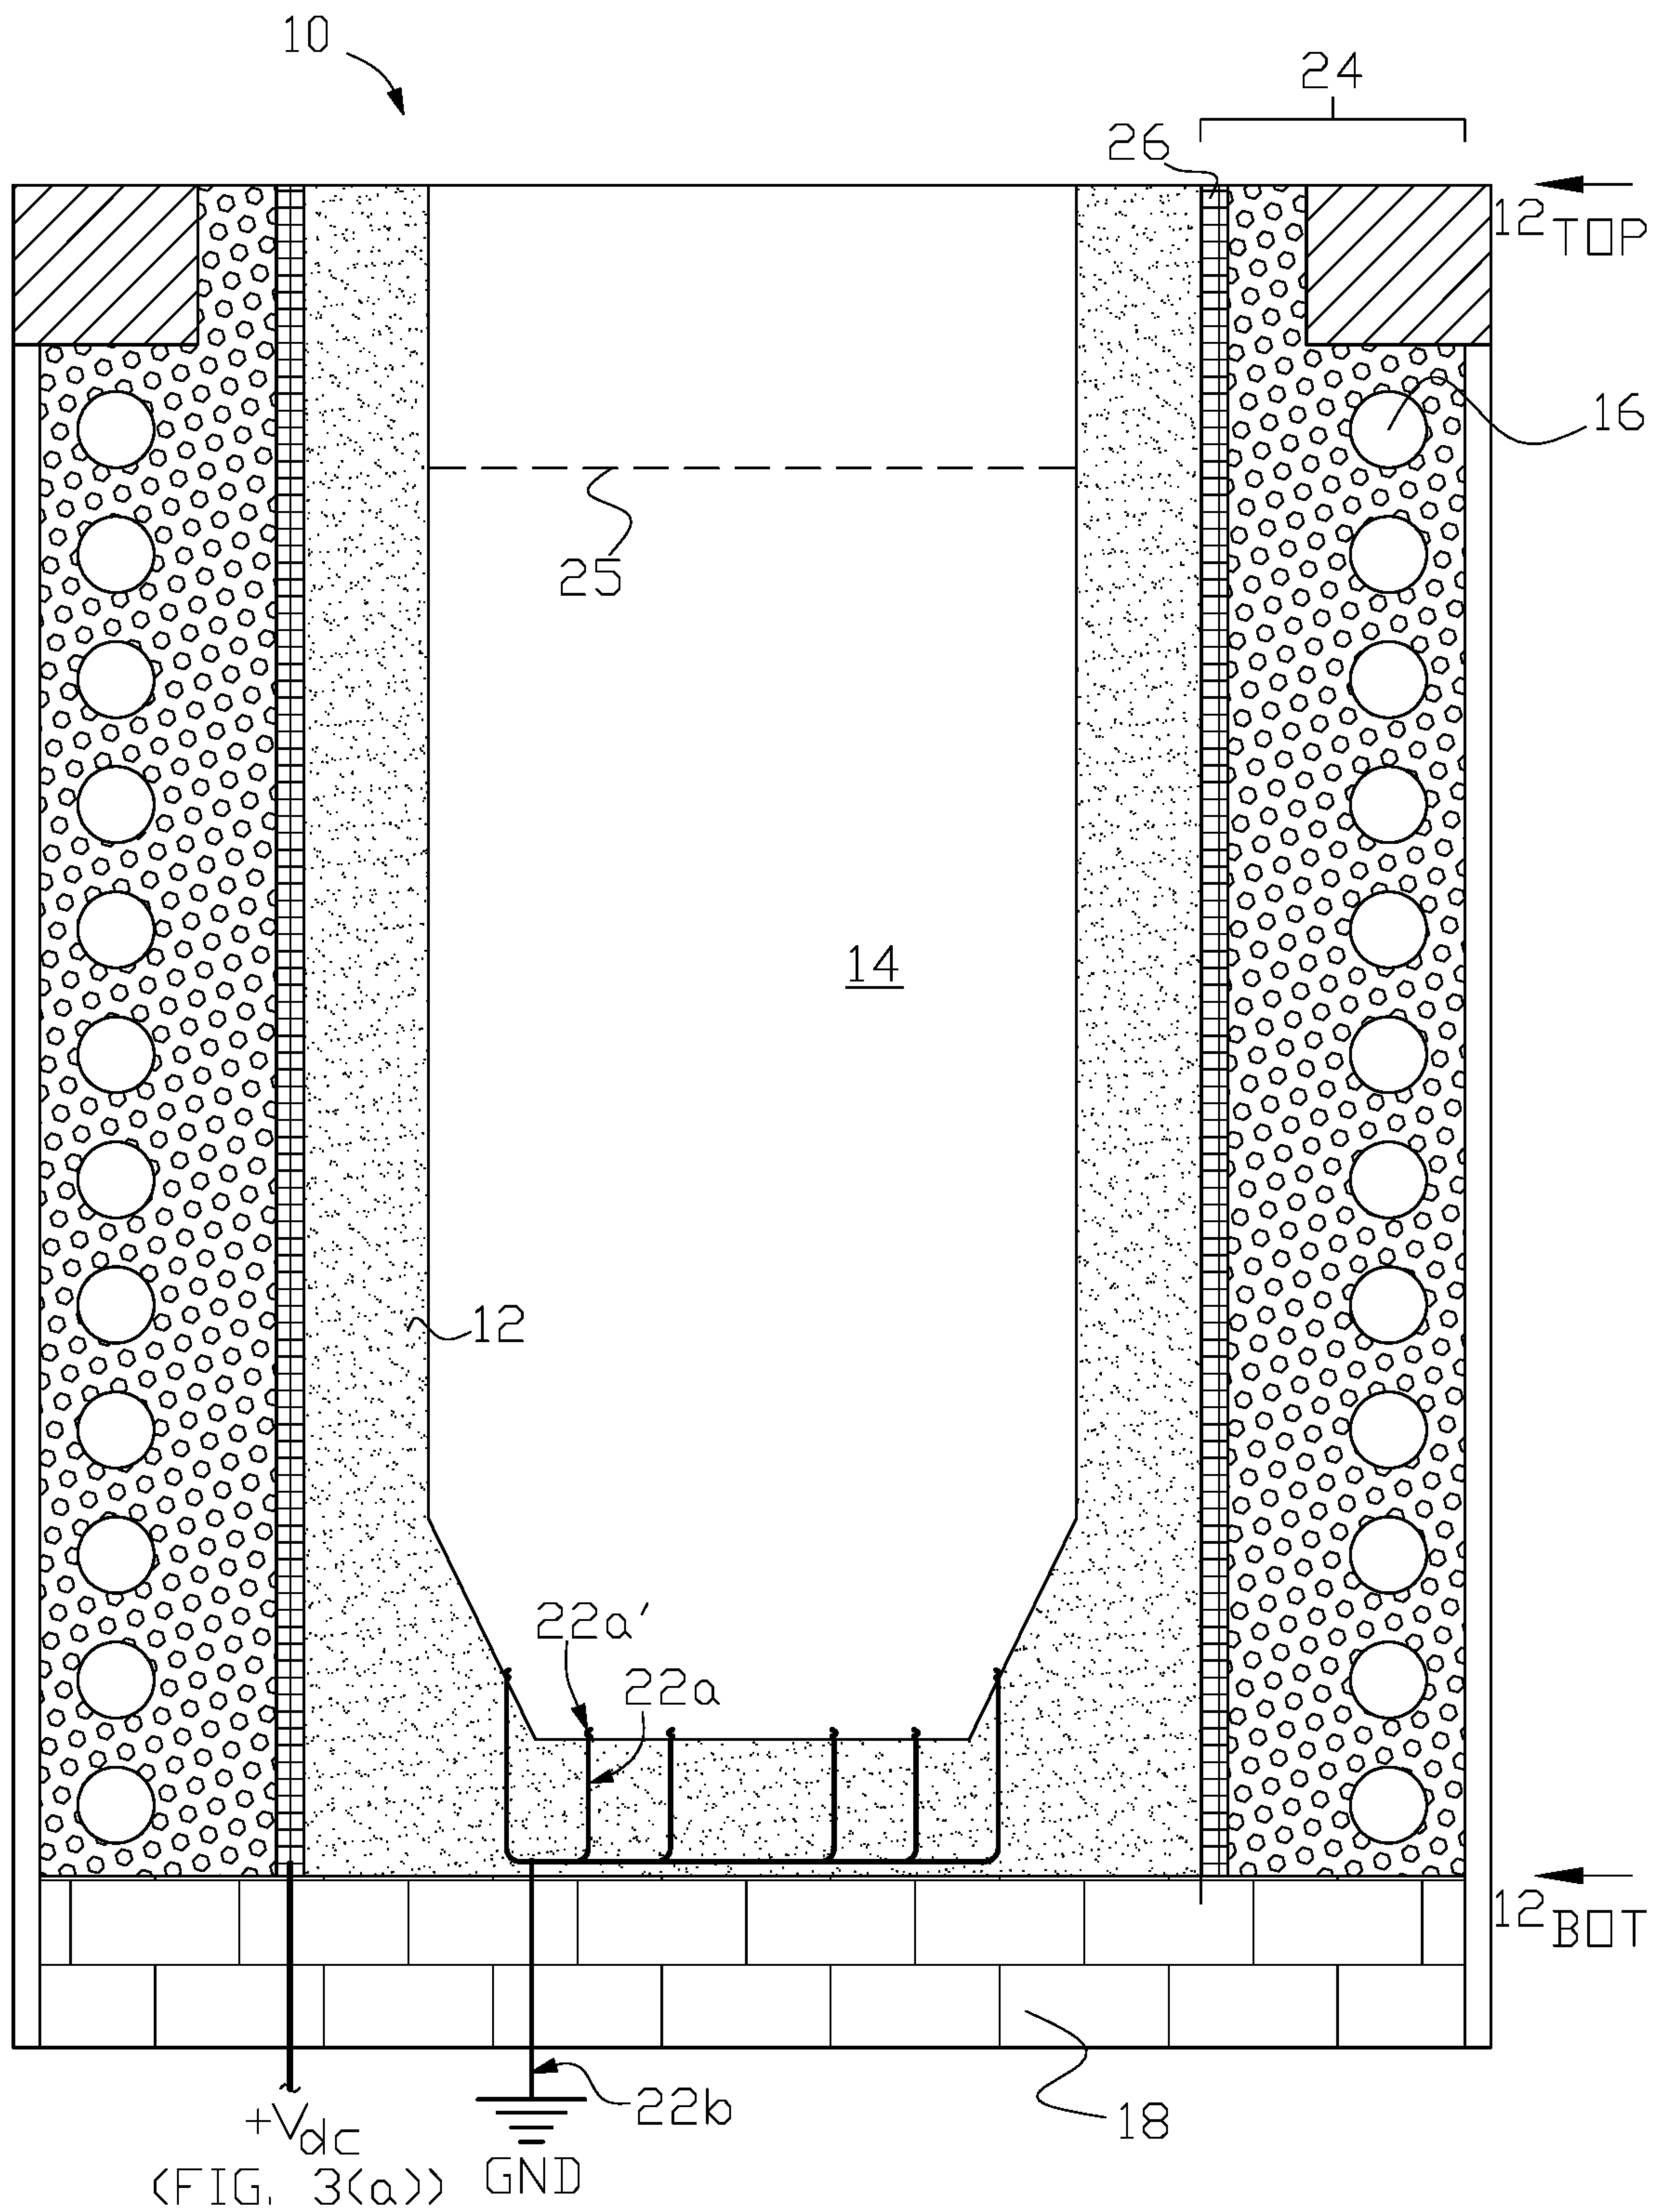 10
24
26
12TOP
16
25
14
12
22a′
22a
12BOT
22b
18
+Vdc
(FIG. 3(a))
GND